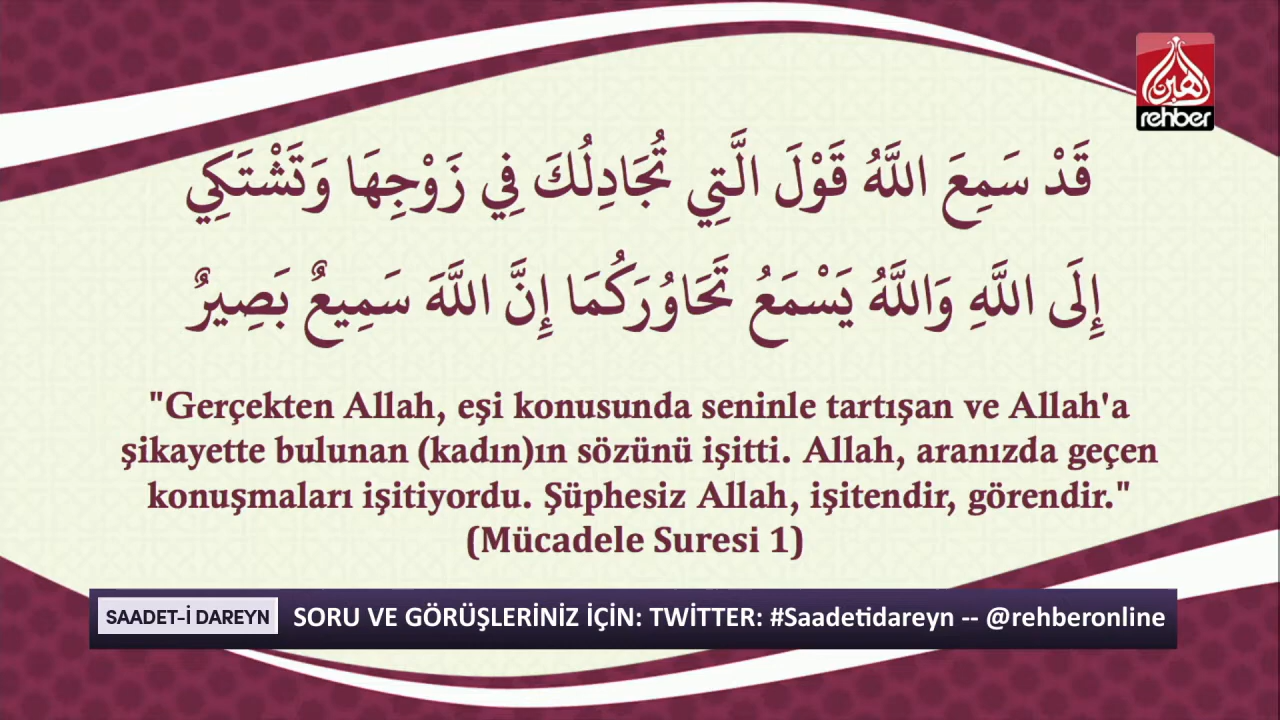 رهبر
rehber
قَدْ سَمِعَ اللَّهُ قَوْلَ الَّتِي تُجَادِلُكَ فِي زَوْجِهَا وَتَشْتَكِي
إِلَى اللَّهِ وَاللَّهُ يَسْمَعُ تَحَاوُرَكُمَا إِنَّ اللَّهَ سَمِيعٌ بَصِيرٌ
"Gerçekten Allah, eşi konusunda seninle tartışan ve Allah'a
şikayette bulunan (kadın)ın sözünü işitti. Allah, aranızda geçen
konuşmaları işitiyordu. Şüphesiz Allah, işitendir, görendir."
(Mücadele Suresi 1)
SAADET-İ DAREYN SORU VE GÖRÜŞLERİNİZ İÇİN: TWİTTER: #Saadetidareyn -- @rehberonline